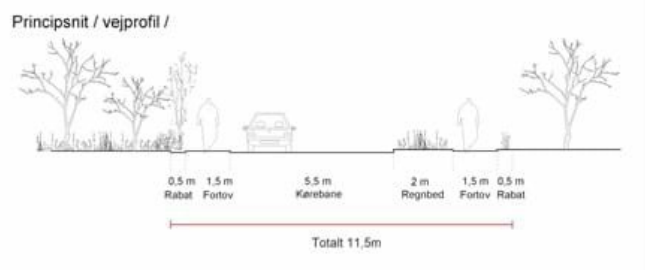 Principsnit / vejprofil /
0,5 m 1,5 m 5,5 m 2 m 1,5 m 0,5 m
Rabat Fortov Kørebane Regnbed Fortov Rabat
Totalt 11,5m